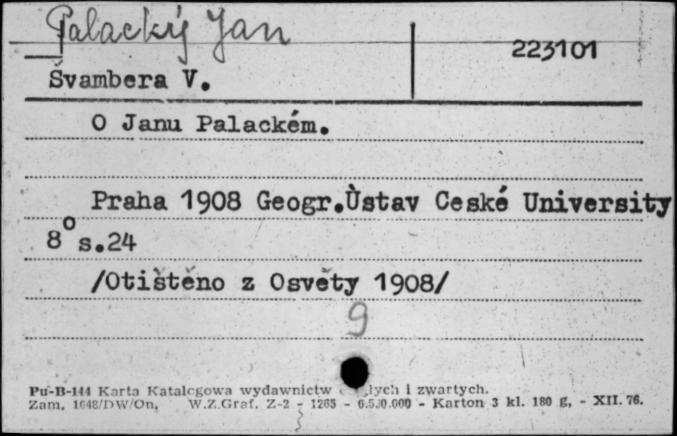 Palacký Jan
223101
Švambera V.
O Janu Palackém.
Praha 1908 Geogr.Ùstav Ceské University
8° s.24
/Otištěno z Osvěty 1908/
9
Pu-B-144 Karta Katalogowa wydawnictw i zwartych.
Zam. 1648/DW/On, W.Z.Graf. Z-2 - 1265 - 6.500.000 - Karton 3 kl. 180 g, - XII. 76.